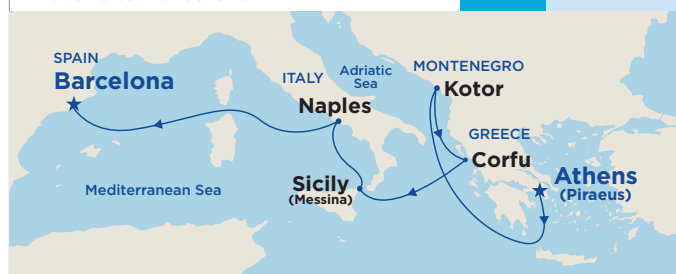 SPAIN
Barcelona
ITALY
Adriatic
Sea
MONTENEGRO
Kotor
Naples
GREECE
Corfu
Athens
(Piraeus)
Sicily
(Messina)
Mediterranean Sea